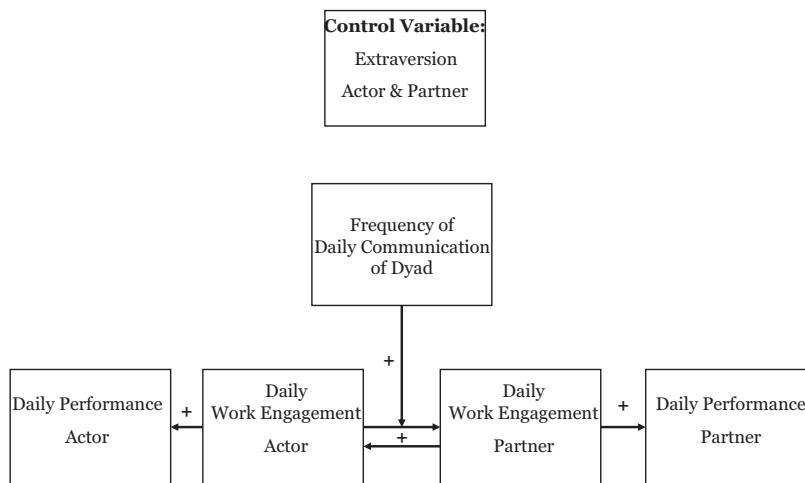 Control Variable:
Extraversion
Actor & Partner
Frequency of
Daily Communication
of Dyad
+
Daily Performance
Actor
+
Daily
Work Engagement
Actor
+
Daily
Work Engagement
Partner
+
Daily Performance
Partner